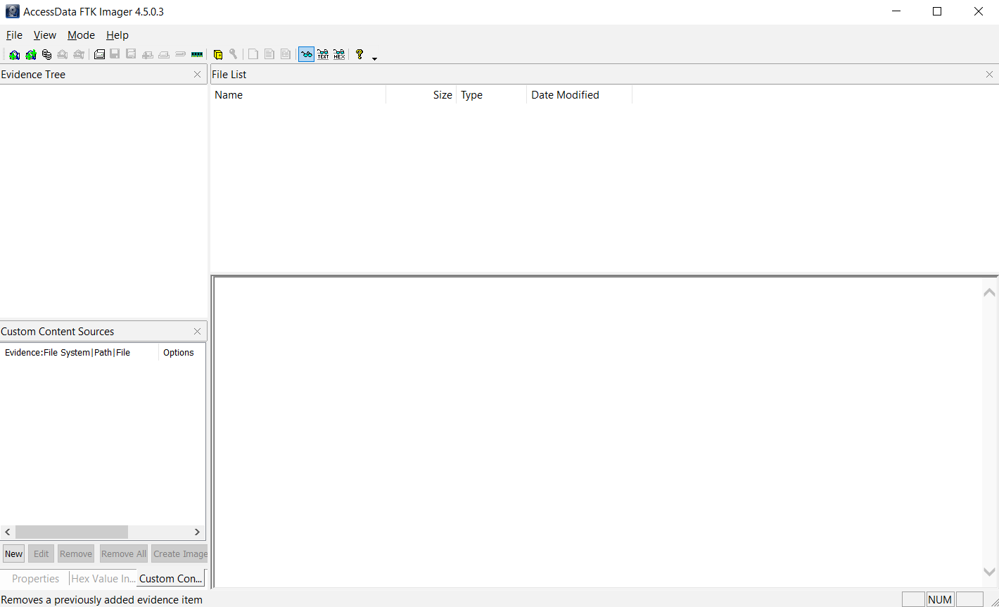 AccessData FTK Imager 4.5.0.3
File View Mode Help
TEXT HEX ?
Evidence Tree
File List
Name Size Type Date Modified
Custom Content Sources
Evidence:File System|Path|File Options
New Edit Remove Remove All Create Image
Properties Hex Value In... Custom Con...
Removes a previously added evidence item
NUM